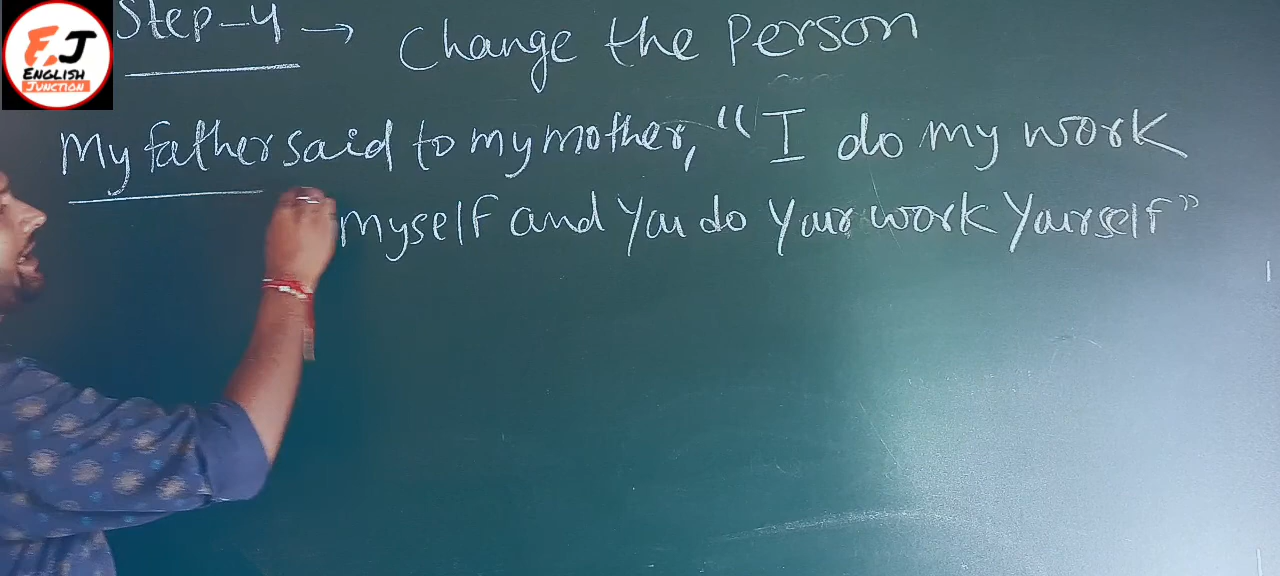 E.J
ENGLISH
JUNCTION
Step-4 → Change the Person
My father said to my mother, "I do my work
myself and you do your work yourself"